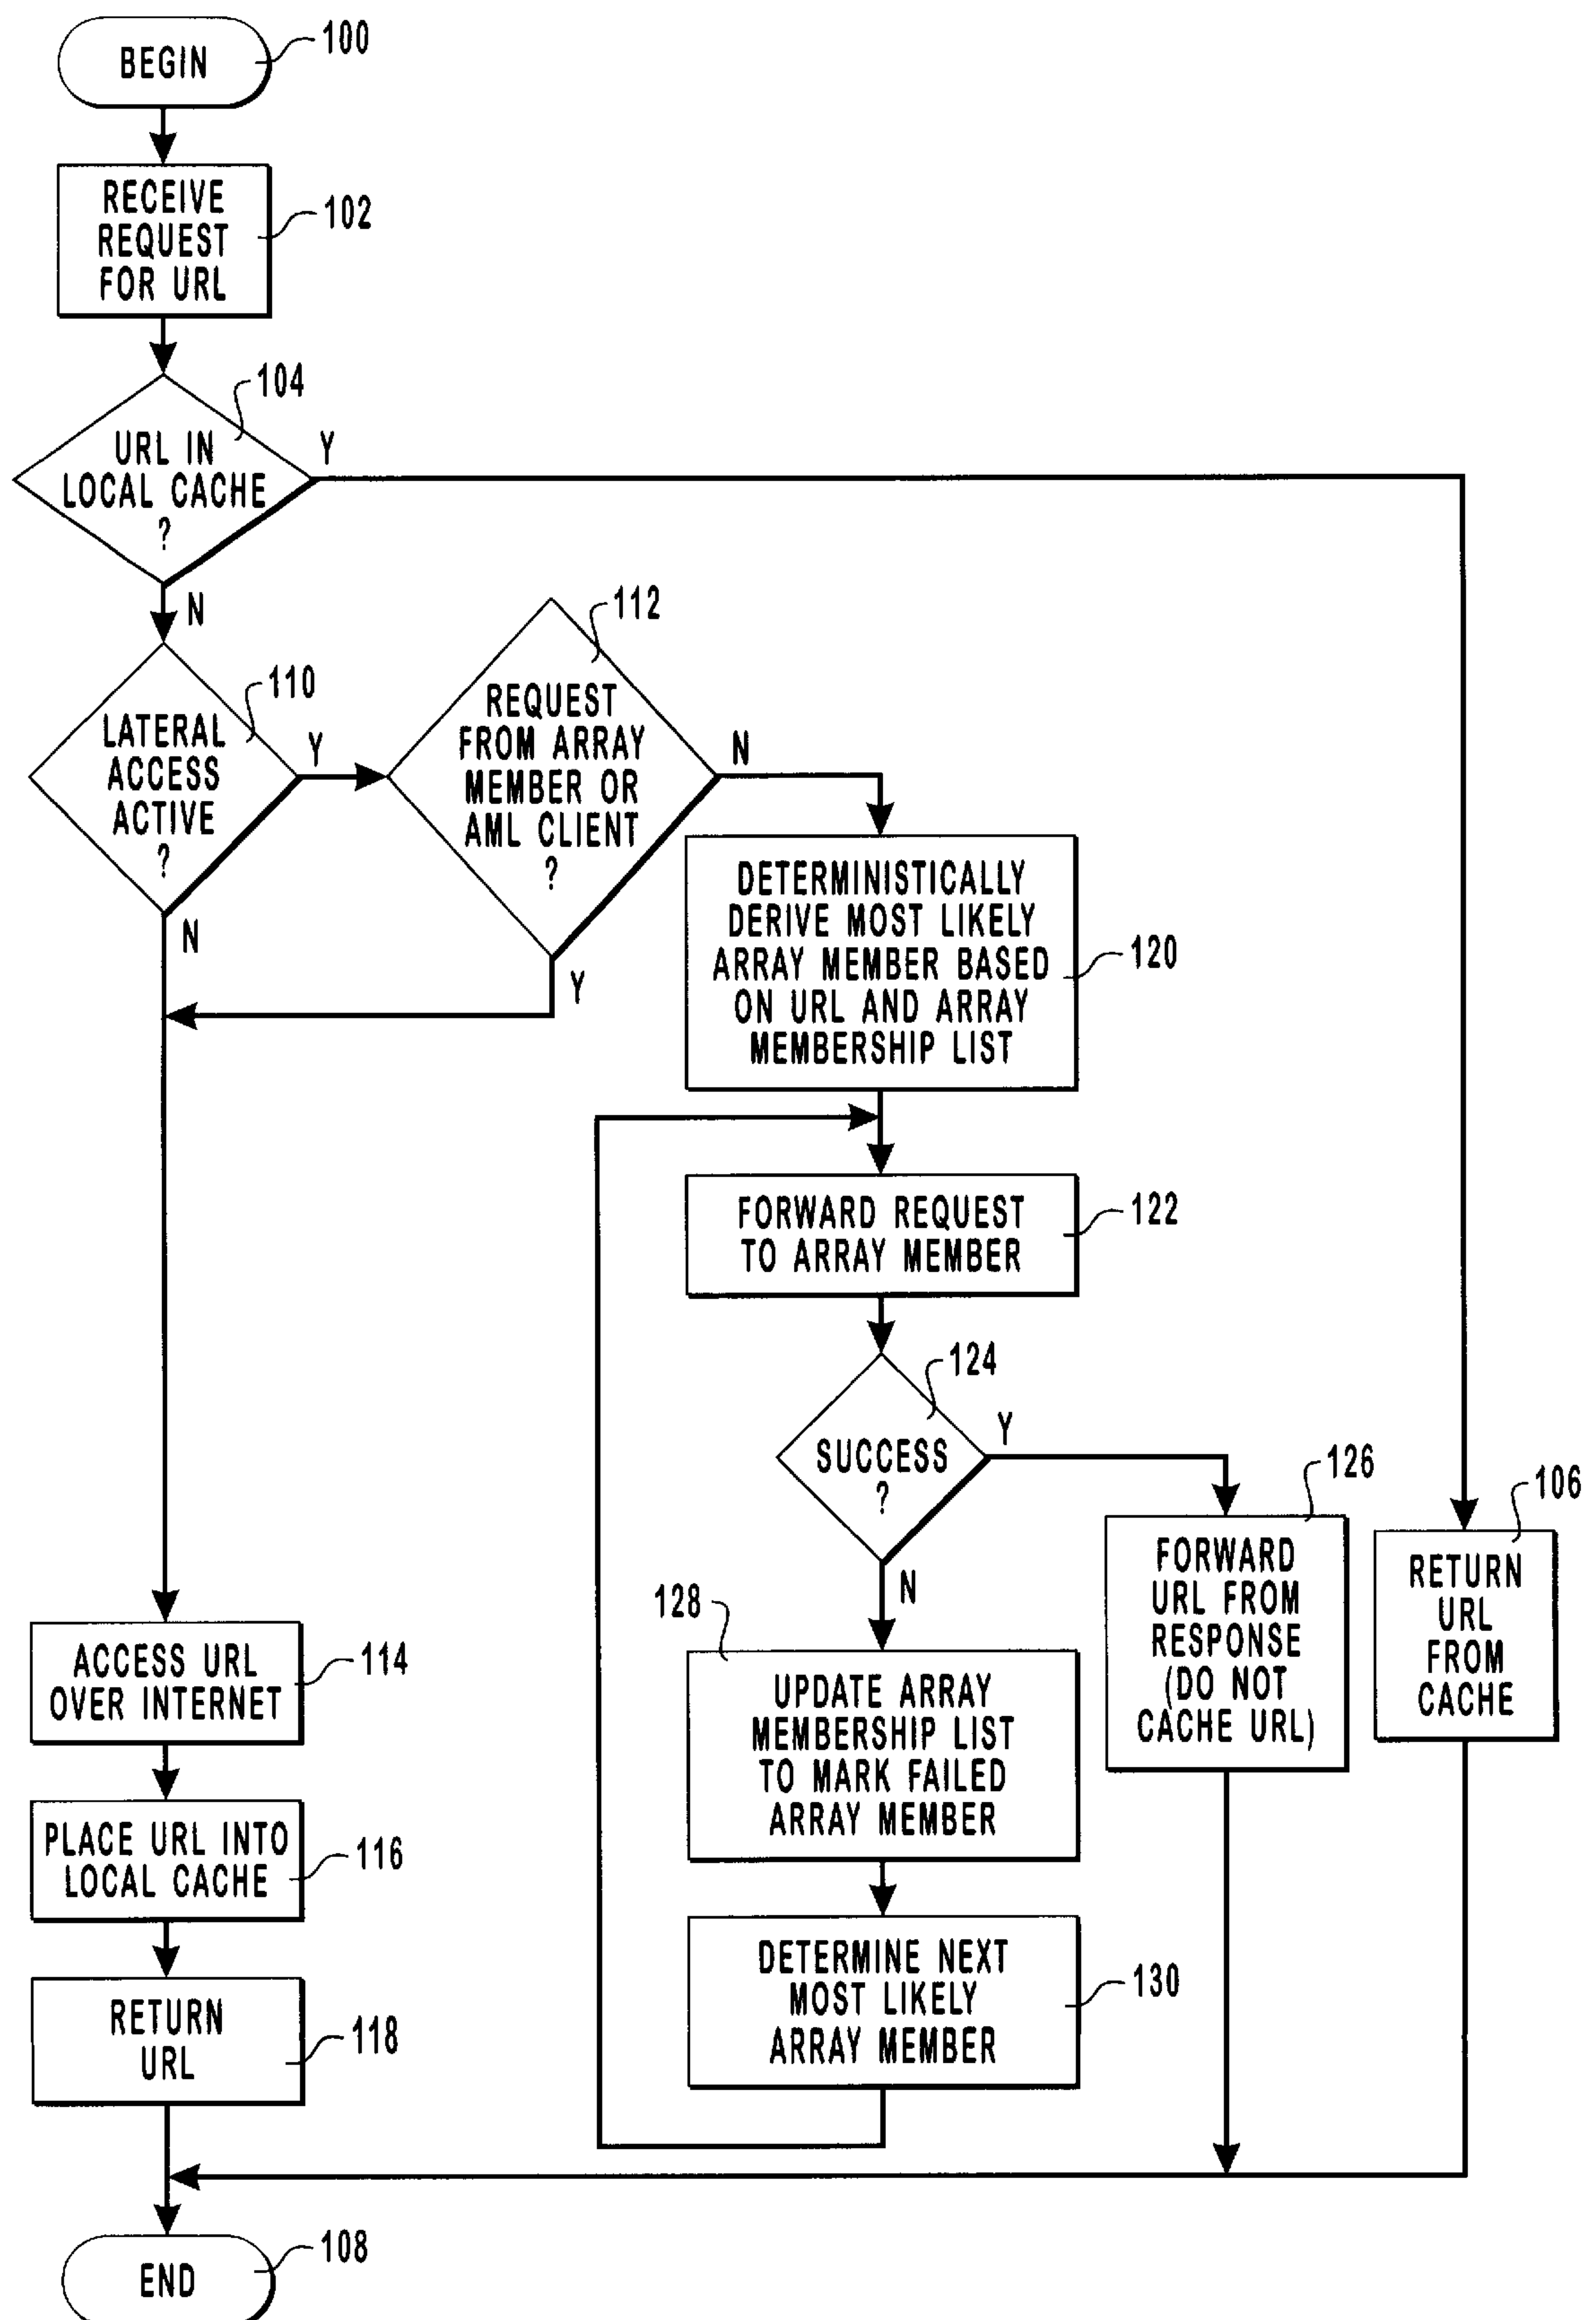 BEGIN
100
RECEIVE
REQUEST
FOR URL
102
104
URL IN
LOCAL CACHE
?
Y
N
110
LATERAL
ACCESS
ACTIVE
?
Y
N
112
REQUEST
FROM ARRAY
MEMBER OR
AML CLIENT
?
N
Y
DETERMINISTICALLY
DERIVE MOST LIKELY
ARRAY MEMBER BASED
ON URL AND ARRAY
MEMBERSHIP LIST
120
FORWARD REQUEST
TO ARRAY MEMBER
122
124
SUCCESS
?
Y
N
126
FORWARD
URL FROM
RESPONSE
(DO NOT
CACHE URL)
106
RETURN
URL
FROM
CACHE
128
UPDATE ARRAY
MEMBERSHIP LIST
TO MARK FAILED
ARRAY MEMBER
DETERMINE NEXT
MOST LIKELY
ARRAY MEMBER
130
ACCESS URL
OVER INTERNET
114
PLACE URL INTO
LOCAL CACHE
116
RETURN
URL
118
END
108